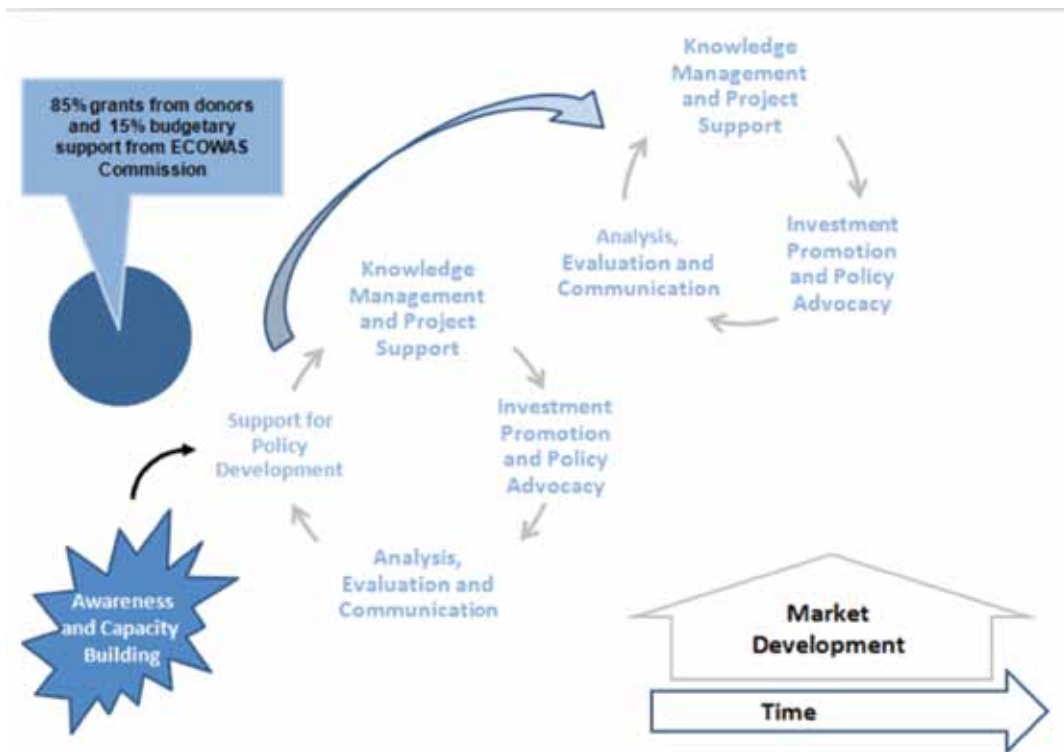 85% grants from donors
and 15% budgetary
support from ECOWAS
Commission
Knowledge
Management
and Project
Support
Analysis,
Evaluation and
Communication
Investment
Promotion
and Policy
Advocacy
Knowledge
Management
and Project
Support
Support for
Policy
Development
Investment
Promotion
and Policy
Advocacy
Analysis,
Evaluation and
Communication
Awareness
and Capacity
Building
Market
Development
Time